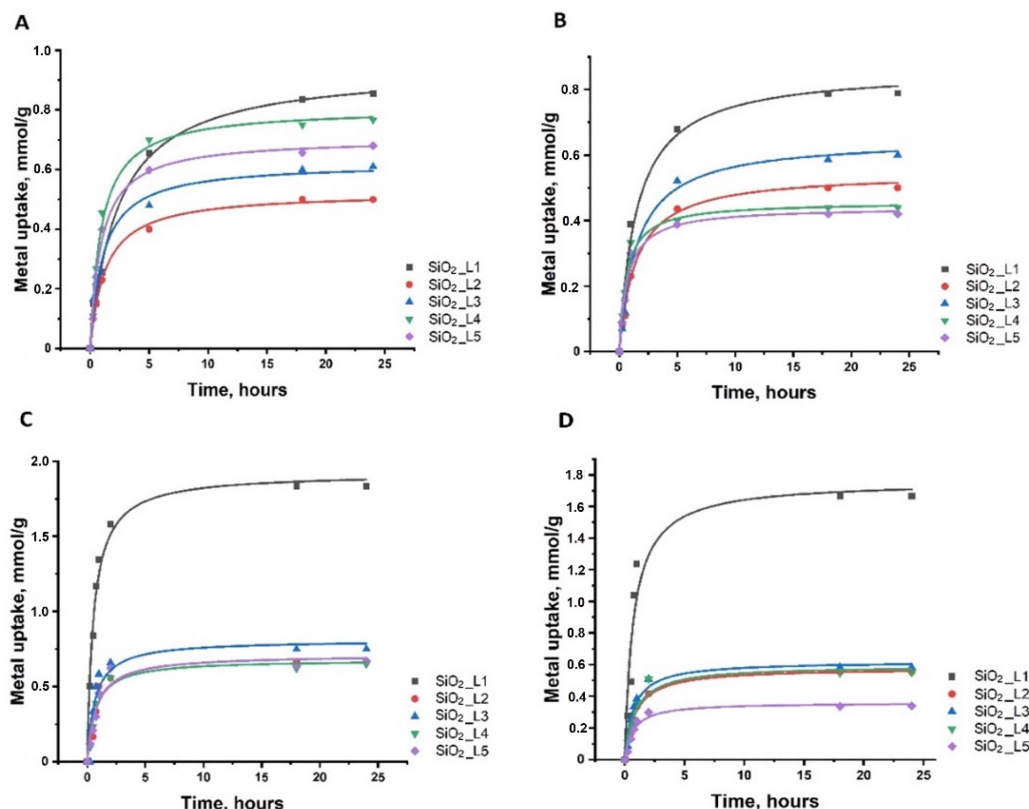 A
Metal uptake, mmol/g
1.0
0.8
0.6
0.4
0.2
0
0 5 10 15 20 25
Time, hours
SiO₂_L1
SiO₂_L2
SiO₂_L3
SiO₂_L4
SiO₂_L5
B
Metal uptake, mmol/g
0.8
0.6
0.4
0.2
0
0 5 10 15 20 25
Time, hours
SiO₂_L1
SiO₂_L2
SiO₂_L3
SiO₂_L4
SiO₂_L5
C
Metal uptake, mmol/g
2.0
1.5
1.0
0.5
0
0 5 10 15 20 25
Time, hours
SiO₂_L1
SiO₂_L2
SiO₂_L3
SiO₂_L4
SiO₂_L5
D
Metal uptake, mmol/g
1.8
1.6
1.4
1.2
1.0
0.8
0.6
0.4
0.2
0
0 5 10 15 20 25
Time, hours
SiO₂_L1
SiO₂_L2
SiO₂_L3
SiO₂_L4
SiO₂_L5